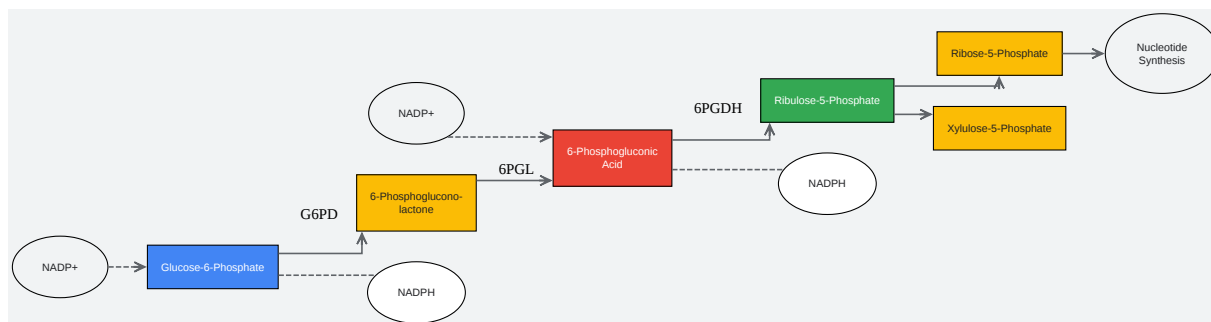 NADP+
Glucose-6-Phosphate
NADPH
G6PD
6-Phosphoglucono-
lactone
6PGL
NADP+
6-Phosphogluconic
Acid
NADPH
6PGDH
Ribulose-5-Phosphate
Ribose-5-Phosphate
Xylulose-5-Phosphate
Nucleotide
Synthesis